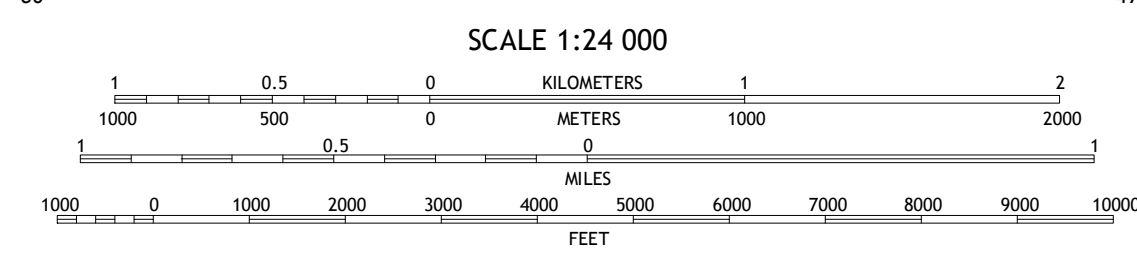 SCALE 1:24 000
1 0.5 0 KILOMETERS 1 2
1000 500 0 METERS 1000 2000
1 0.5 0 1
MILES
1000 0 1000 2000 3000 4000 5000 6000 7000 8000 9000 10000
FEET